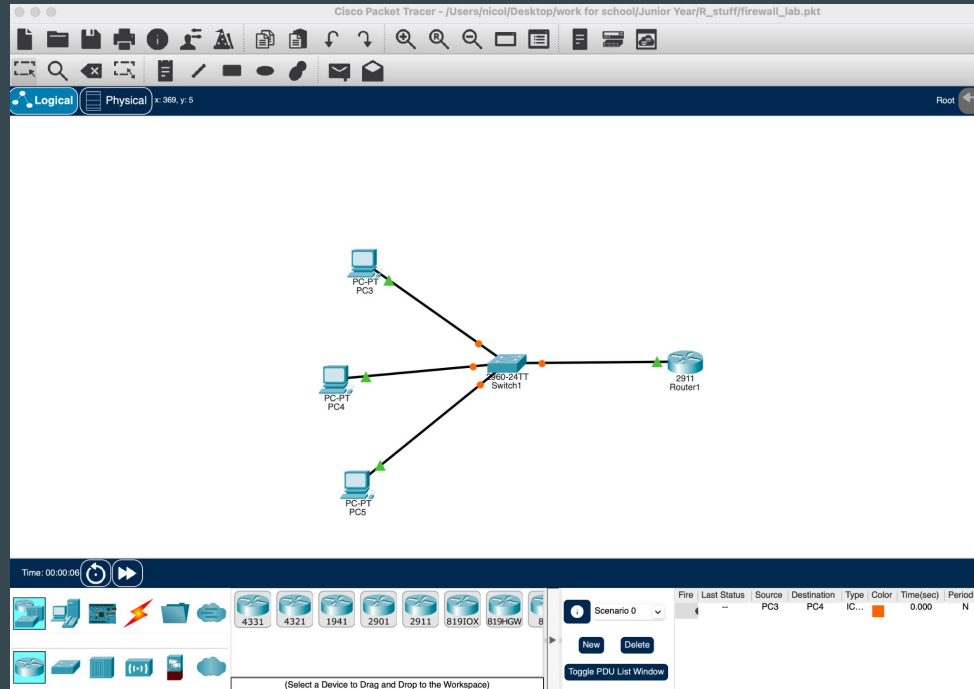 Cisco Packet Tracer - /Users/nicol/Desktop/work for school/Junior Year/R_stuff/firewall_lab.pkt
Logical
Physical
x: 369, y: 5
Root
PC-PT
PC3
PC-PT
PC4
PC-PT
PC5
2960-24TT
Switch1
2911
Router1
Time: 00:00:06
4331
4321
1941
2901
2911
819IOX
819HGW
8
(Select a Device to Drag and Drop to the Workspace)
Scenario 0
New
Delete
Toggle PDU List Window
Fire Last Status Source Destination Type Color Time(sec) Period
-- PC3 PC4 IC... 0.000 N